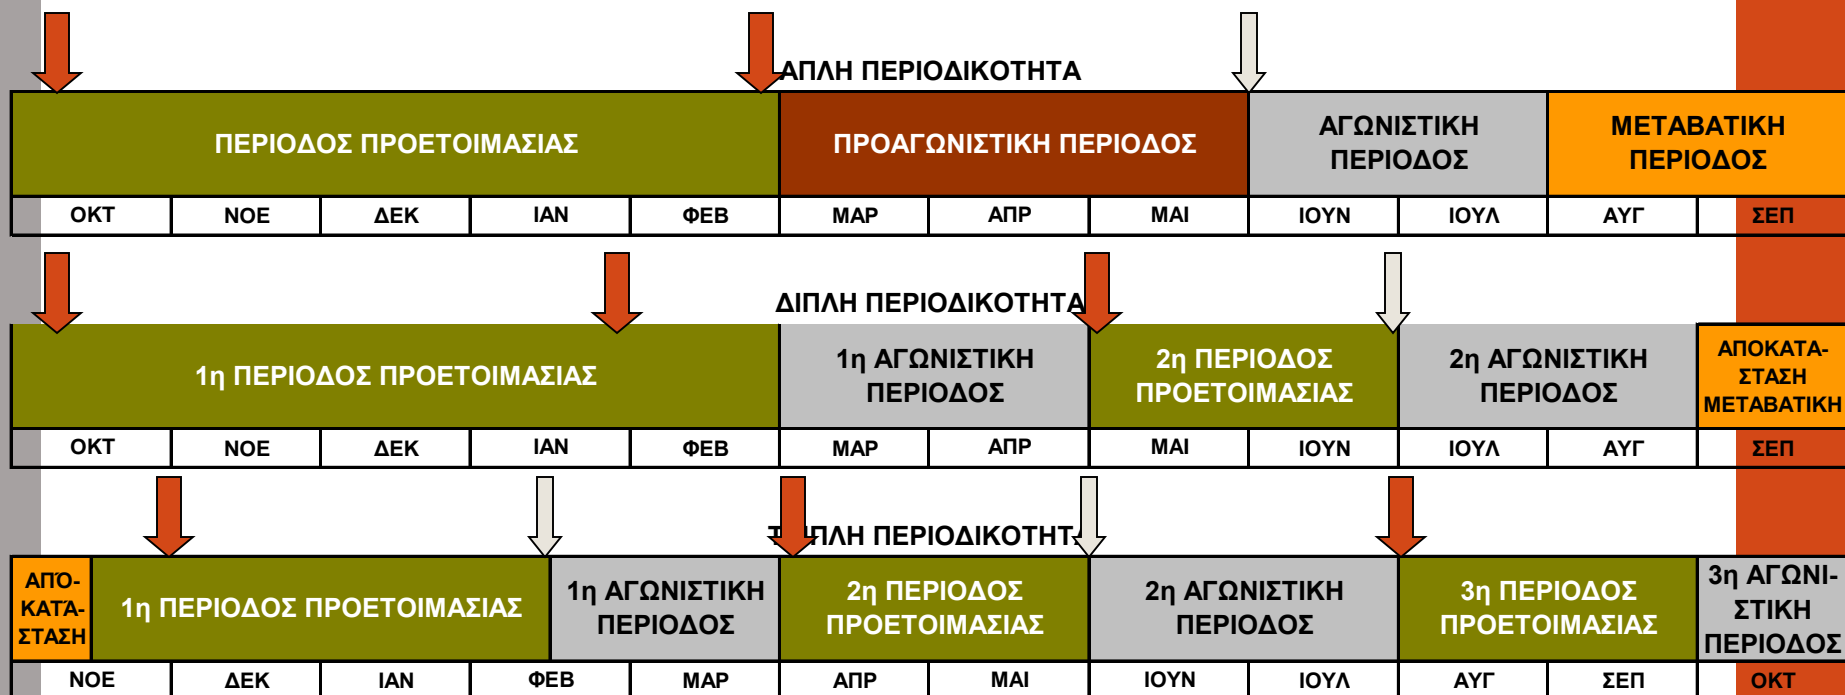 ΑΠΛΗ ΠΕΡΙΟΔΙΚΟΤΗΤΑ
ΠΕΡΙΟΔΟΣ ΠΡΟΕΤΟΙΜΑΣΙΑΣ
ΠΡΟΑΓΩΝΙΣΤΙΚΗ ΠΕΡΙΟΔΟΣ
ΑΓΩΝΙΣΤΙΚΗ
ΠΕΡΙΟΔΟΣ
ΜΕΤΑΒΑΤΙΚΗ
ΠΕΡΙΟΔΟΣ
ΟΚΤ ΝΟΕ ΔΕΚ ΙΑΝ ΦΕΒ ΜΑΡ ΑΠΡ ΜΑΙ ΙΟΥΝ ΙΟΥΛ ΑΥΓ ΣΕΠ
ΔΙΠΛΗ ΠΕΡΙΟΔΙΚΟΤΗΤΑ
1η ΠΕΡΙΟΔΟΣ ΠΡΟΕΤΟΙΜΑΣΙΑΣ
1η ΑΓΩΝΙΣΤΙΚΗ
ΠΕΡΙΟΔΟΣ
2η ΠΕΡΙΟΔΟΣ
ΠΡΟΕΤΟΙΜΑΣΙΑΣ
2η ΑΓΩΝΙΣΤΙΚΗ
ΠΕΡΙΟΔΟΣ
ΑΠΟΚΑΤΑ-
ΣΤΑΣΗ
ΜΕΤΑΒΑΤΙΚΗ
ΟΚΤ ΝΟΕ ΔΕΚ ΙΑΝ ΦΕΒ ΜΑΡ ΑΠΡ ΜΑΙ ΙΟΥΝ ΙΟΥΛ ΑΥΓ ΣΕΠ
ΤΡΙΠΛΗ ΠΕΡΙΟΔΙΚΟΤΗΤΑ
ΑΠΌ-
ΚΑΤΆ-
ΣΤΑΣΗ
1η ΠΕΡΙΟΔΟΣ ΠΡΟΕΤΟΙΜΑΣΙΑΣ
1η ΑΓΩΝΙΣΤΙΚΗ
ΠΕΡΙΟΔΟΣ
2η ΠΕΡΙΟΔΟΣ
ΠΡΟΕΤΟΙΜΑΣΙΑΣ
2η ΑΓΩΝΙΣΤΙΚΗ
ΠΕΡΙΟΔΟΣ
3η ΠΕΡΙΟΔΟΣ
ΠΡΟΕΤΟΙΜΑΣΙΑΣ
3η ΑΓΩΝΙ-
ΣΤΙΚΗ
ΠΕΡΙΟΔΟΣ
ΝΟΕ ΔΕΚ ΙΑΝ ΦΕΒ ΜΑΡ ΑΠΡ ΜΑΙ ΙΟΥΝ ΙΟΥΛ ΑΥΓ ΣΕΠ ΟΚΤ